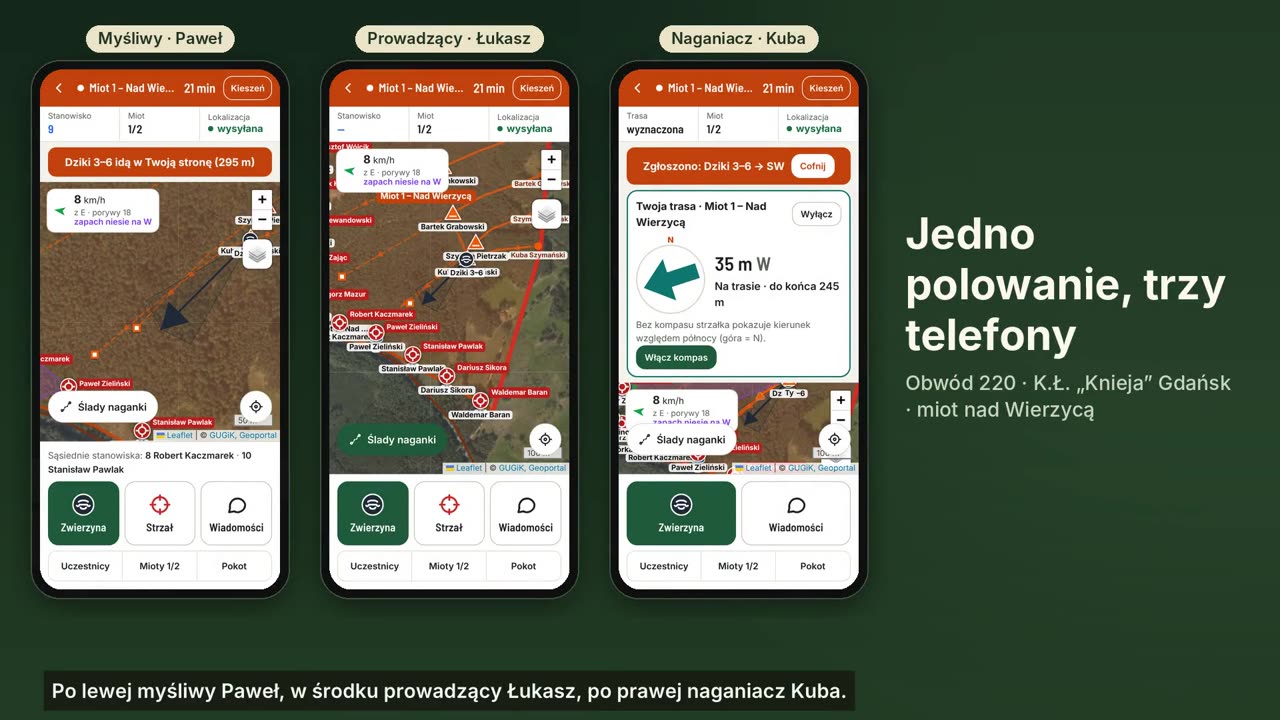 Myśliwy · Paweł
Miot 1 – Nad Wie...
21 min
Kieszeń
Stanowisko
9
Miot
1/2
Lokalizacja
wysyłana
Dziki 3–6 idą w Twoją stronę (295 m)
8 km/h
z E · porywy 18
zapach niesie na W
+
−
Paweł Zieliński
Stanisław Pawlak
Ślady naganki
Leaflet | © GUGiK, Geoportal
Sąsiednie stanowiska: 8 Robert Kaczmarek · 10
Stanisław Pawlak
Zwierzyna
Strzał
Wiadomości
Uczestnicy
Mioty 1/2
Pokot
Prowadzący · Łukasz
Miot 1 – Nad Wie...
21 min
Kieszeń
Stanowisko
–
Miot
1/2
Lokalizacja
wysyłana
8 km/h
z E · porywy 18
zapach niesie na W
+
−
Miot 1 – Nad Wierzycą
Bartek Grabowski
Pietrzak
Kuba Szymański
Dziki 3–6
Robert Kaczmarek
Paweł Zieliński
Paweł Zieliński
Stanisław Pawlak
Stanisław Pawlak
Dariusz Sikora
Dariusz Sikora
Waldemar Baran
Waldemar Baran
Ślady naganki
Leaflet | © GUGiK, Geoportal
Zwierzyna
Strzał
Wiadomości
Uczestnicy
Mioty 1/2
Pokot
Naganiacz · Kuba
Miot 1 – Nad Wie...
21 min
Kieszeń
Trasa
wyznaczona
Miot
1/2
Lokalizacja
wysyłana
Zgłoszono: Dziki 3–6 → SW
Cofnij
Twoja trasa · Miot 1 – Nad
Wierzycą
Wyłącz
N
35 m W
Na trasie · do końca 245
m
Bez kompasu strzałka pokazuje kierunek
względem północy (góra = N).
Włącz kompas
8 km/h
z E · porywy 18
zapach niesie na W
+
−
Ślady naganki
Paweł Zieliński
Leaflet | © GUGiK, Geoportal
Zwierzyna
Wiadomości
Uczestnicy
Mioty 1/2
Pokot
Jedno
polowanie, trzy
telefony
Obwód 220 · K.Ł. „Knieja” Gdańsk
· miot nad Wierzycą
Po lewej myśliwy Paweł, w środku prowadzący Łukasz, po prawej naganiacz Kuba.